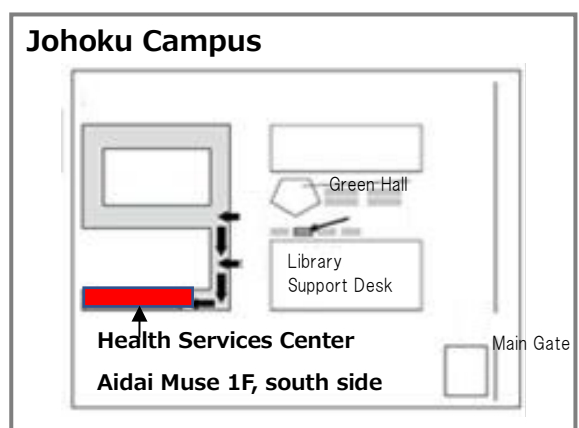 Johoku Campus
Green Hall
Library
Support Desk
Main Gate
Health Services Center
Aidai Muse 1F, south side